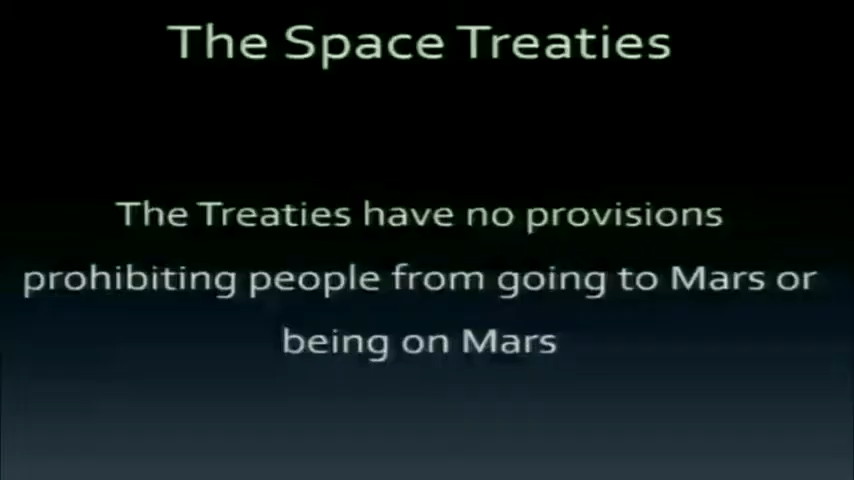 The Space Treaties
The Treaties have no provisions
prohibiting people from going to Mars or
being on Mars